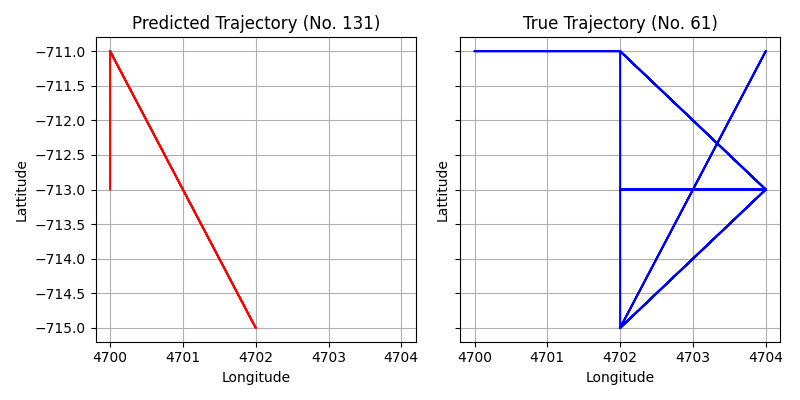 Predicted Trajectory (No. 131)
True Trajectory (No. 61)
−711.0
−711.5
−712.0
−712.5
−713.0
−713.5
−714.0
−714.5
−715.0
Lattitude
Lattitude
4700 4701 4702 4703 4704
4700 4701 4702 4703 4704
Longitude
Longitude